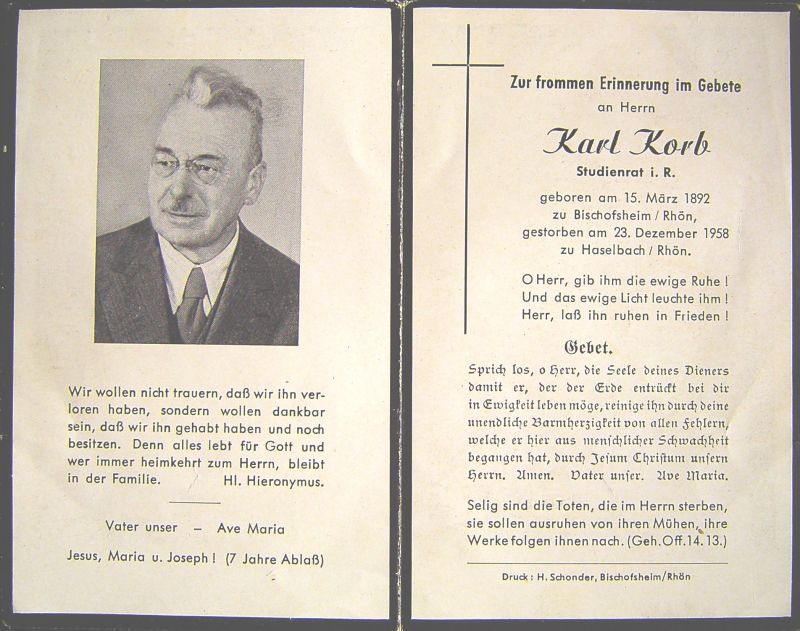 Wir wollen nicht trauern, daß wir ihn ver-
loren haben, sondern wollen dankbar
sein, daß wir ihn gehabt haben und noch
besitzen. Denn alles lebt für Gott und
wer immer heimkehrt zum Herrn, bleibt
in der Familie. Hl. Hieronymus.
Vater unser – Ave Maria
Jesus, Maria u. Joseph! (7 Jahre Ablaß)
Zur frommen Erinnerung im Gebete
an Herrn
Karl Korb
Studienrat i. R.
geboren am 15. März 1892
zu Bischofsheim / Rhön,
gestorben am 23. Dezember 1958
zu Haselbach / Rhön.
O Herr, gib ihm die ewige Ruhe!
Und das ewige Licht leuchte ihm!
Herr, laß ihn ruhen in Frieden!
Gebet.
Sprich los, o Herr, die Seele deines Dieners
damit er, der der Erde entrückt bei dir
in Ewigkeit leben möge, reinige ihn durch deine
unendliche Barmherzigkeit von allen Fehlern,
welche er hier aus menschlicher Schwachheit
begangen hat, durch Jesum Christum unsern
Herrn. Amen. Vater unser. Ave Maria.
Selig sind die Toten, die im Herrn sterben,
sie sollen ausruhen von ihren Mühen, ihre
Werke folgen ihnen nach. (Geh. Off. 14. 13.)
Druck: H. Schonder, Bischofsheim/Rhön